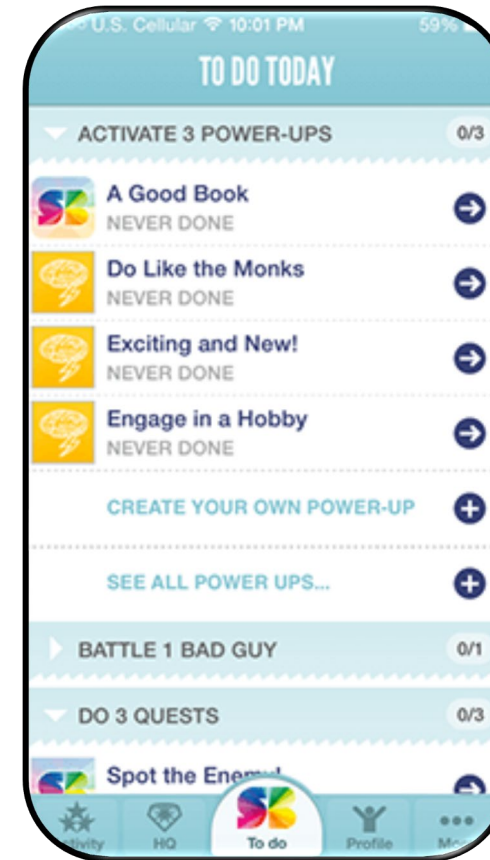 U.S. Cellular 10:01 PM 59%
TO DO TODAY
ACTIVATE 3 POWER-UPS 0/3
A Good Book
NEVER DONE
Do Like the Monks
NEVER DONE
Exciting and New!
NEVER DONE
Engage in a Hobby
NEVER DONE
CREATE YOUR OWN POWER-UP
SEE ALL POWER UPS...
BATTLE 1 BAD GUY 0/1
DO 3 QUESTS 0/3
Spot the Enemy!
HQ To do Profile